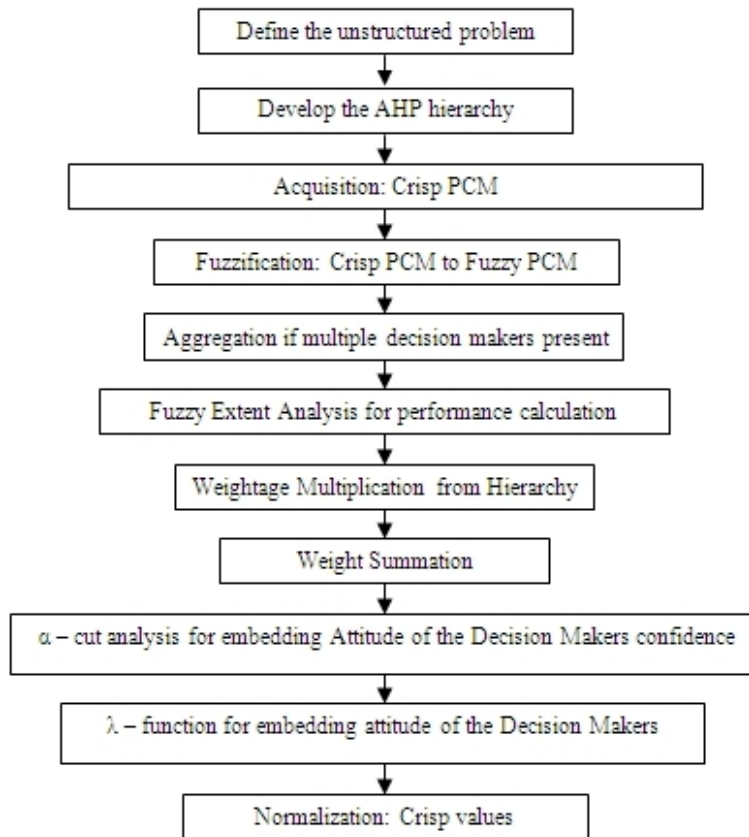 Define the unstructured problem
Develop the AHP hierarchy
Acquisition: Crisp PCM
Fuzzification: Crisp PCM to Fuzzy PCM
Aggregation if multiple decision makers present
Fuzzy Extent Analysis for performance calculation
Weightage Multiplication from Hierarchy
Weight Summation
α – cut analysis for embedding Attitude of the Decision Makers confidence
λ – function for embedding attitude of the Decision Makers
Normalization: Crisp values